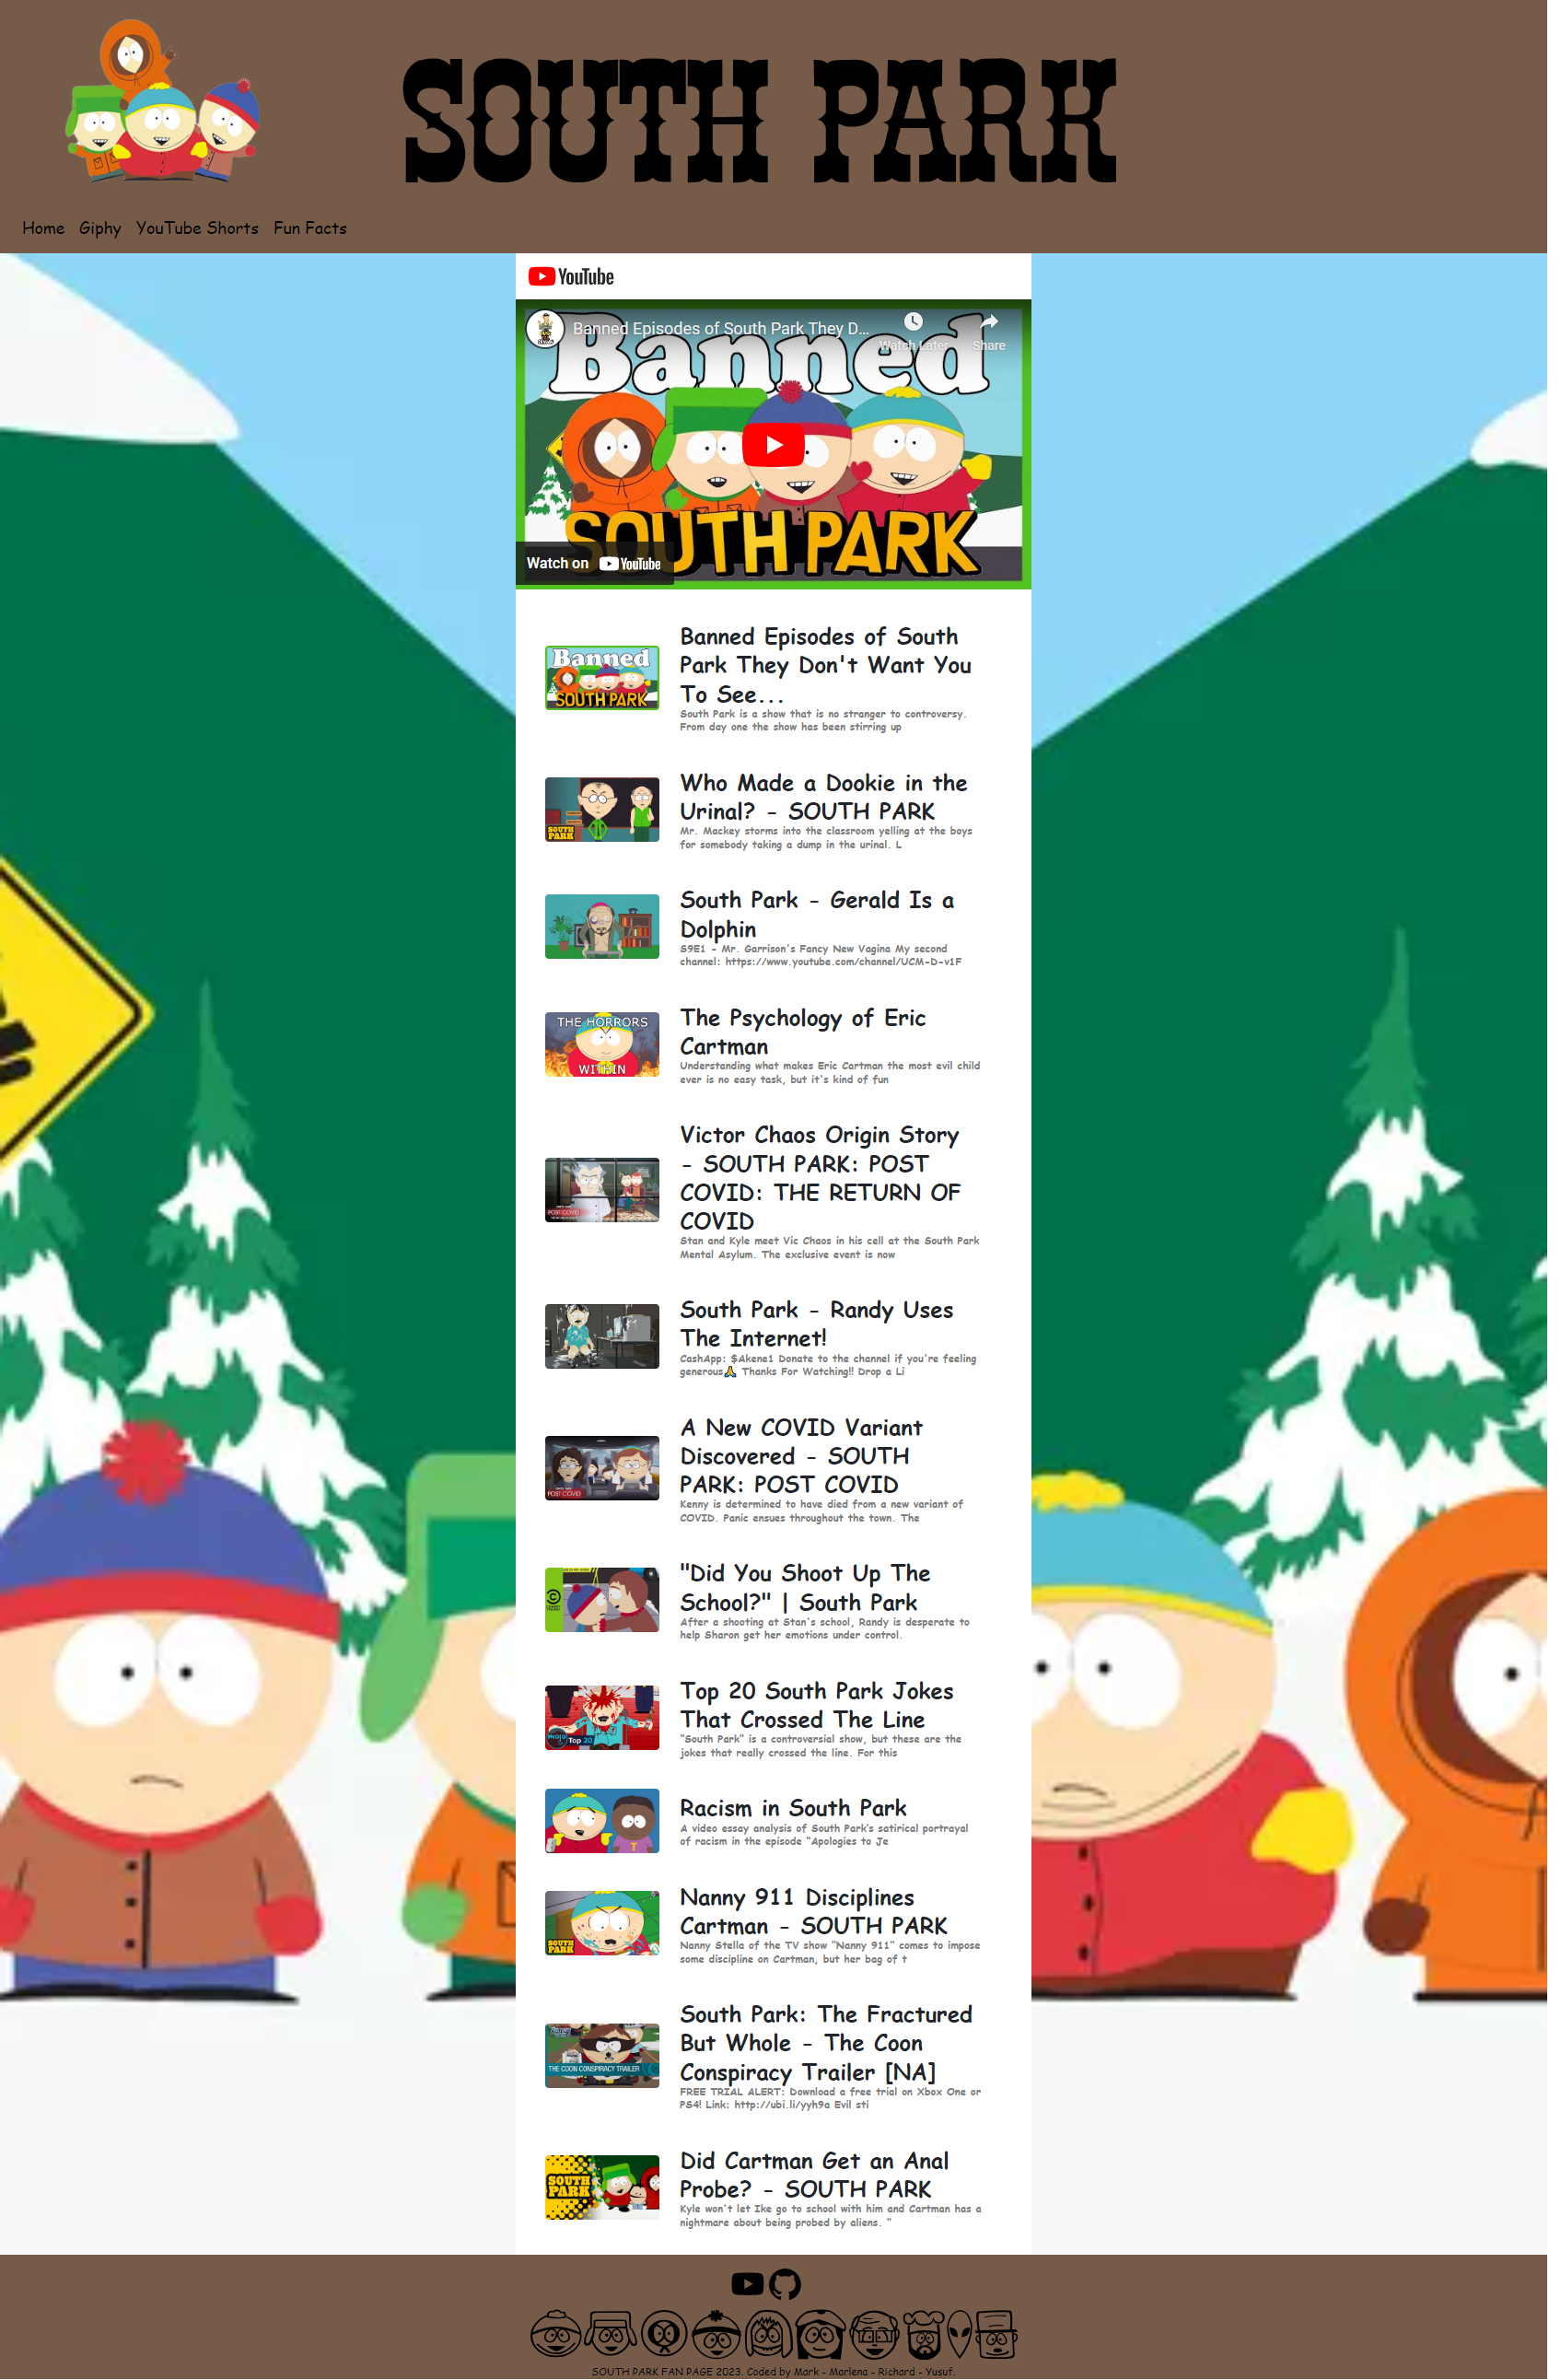 SOUTH PARK
Home Giphy YouTube Shorts Fun Facts
YouTube
Banned Episodes of South Park They D...
Watch Later
Share
Banned
SOUTH PARK
Watch on YouTube
Banned
SOUTH PARK
Banned Episodes of South
Park They Don't Want You
To See...
South Park is a show that is no stranger to controversy.
From day one the show has been stirring up
SOUTH
PARK
Who Made a Dookie in the
Urinal? - SOUTH PARK
Mr. Mackey storms into the classroom yelling at the boys
for somebody taking a dump in the urinal. L
South Park - Gerald Is a
Dolphin
S9E1 - Mr. Garrison's Fancy New Vagina My second
channel: https://www.youtube.com/channel/UCM-D-v1F
THE HORRORS
WITHIN
The Psychology of Eric
Cartman
Understanding what makes Eric Cartman the most evil child
ever is no easy task, but it's kind of fun
POST COVID
Victor Chaos Origin Story
- SOUTH PARK: POST
COVID: THE RETURN OF
COVID
Stan and Kyle meet Vic Chaos in his cell at the South Park
Mental Asylum. The exclusive event is now
South Park - Randy Uses
The Internet!
CashApp: $Akene1 Donate to the channel if you're feeling
generous🙏 Thanks For Watching!! Drop a Li
POST COVID
A New COVID Variant
Discovered - SOUTH
PARK: POST COVID
Kenny is determined to have died from a new variant of
COVID. Panic ensues throughout the town. The
"Did You Shoot Up The
School?" | South Park
After a shooting at Stan's school, Randy is desperate to
help Sharon get her emotions under control.
mojo Top 20
Top 20 South Park Jokes
That Crossed The Line
"South Park" is a controversial show, but these are the
jokes that really crossed the line. For this
T
Racism in South Park
A video essay analysis of South Park's satirical portrayal
of racism in the episode "Apologies to Je
SOUTH
PARK
Nanny 911 Disciplines
Cartman - SOUTH PARK
Nanny Stella of the TV show "Nanny 911" comes to impose
some discipline on Cartman, but her bag of t
THE COON CONSPIRACY TRAILER
South Park: The Fractured
But Whole - The Coon
Conspiracy Trailer [NA]
FREE TRIAL ALERT: Download a free trial on Xbox One or
PS4! Link: http://ubi.li/yyh9a Evil sti
SOUTH
PARK
Did Cartman Get an Anal
Probe? - SOUTH PARK
Kyle won't let Ike go to school with him and Cartman has a
nightmare about being probed by aliens. "
SOUTH PARK FAN PAGE 2023. Coded by Mark - Marlena - Richard - Yusuf.